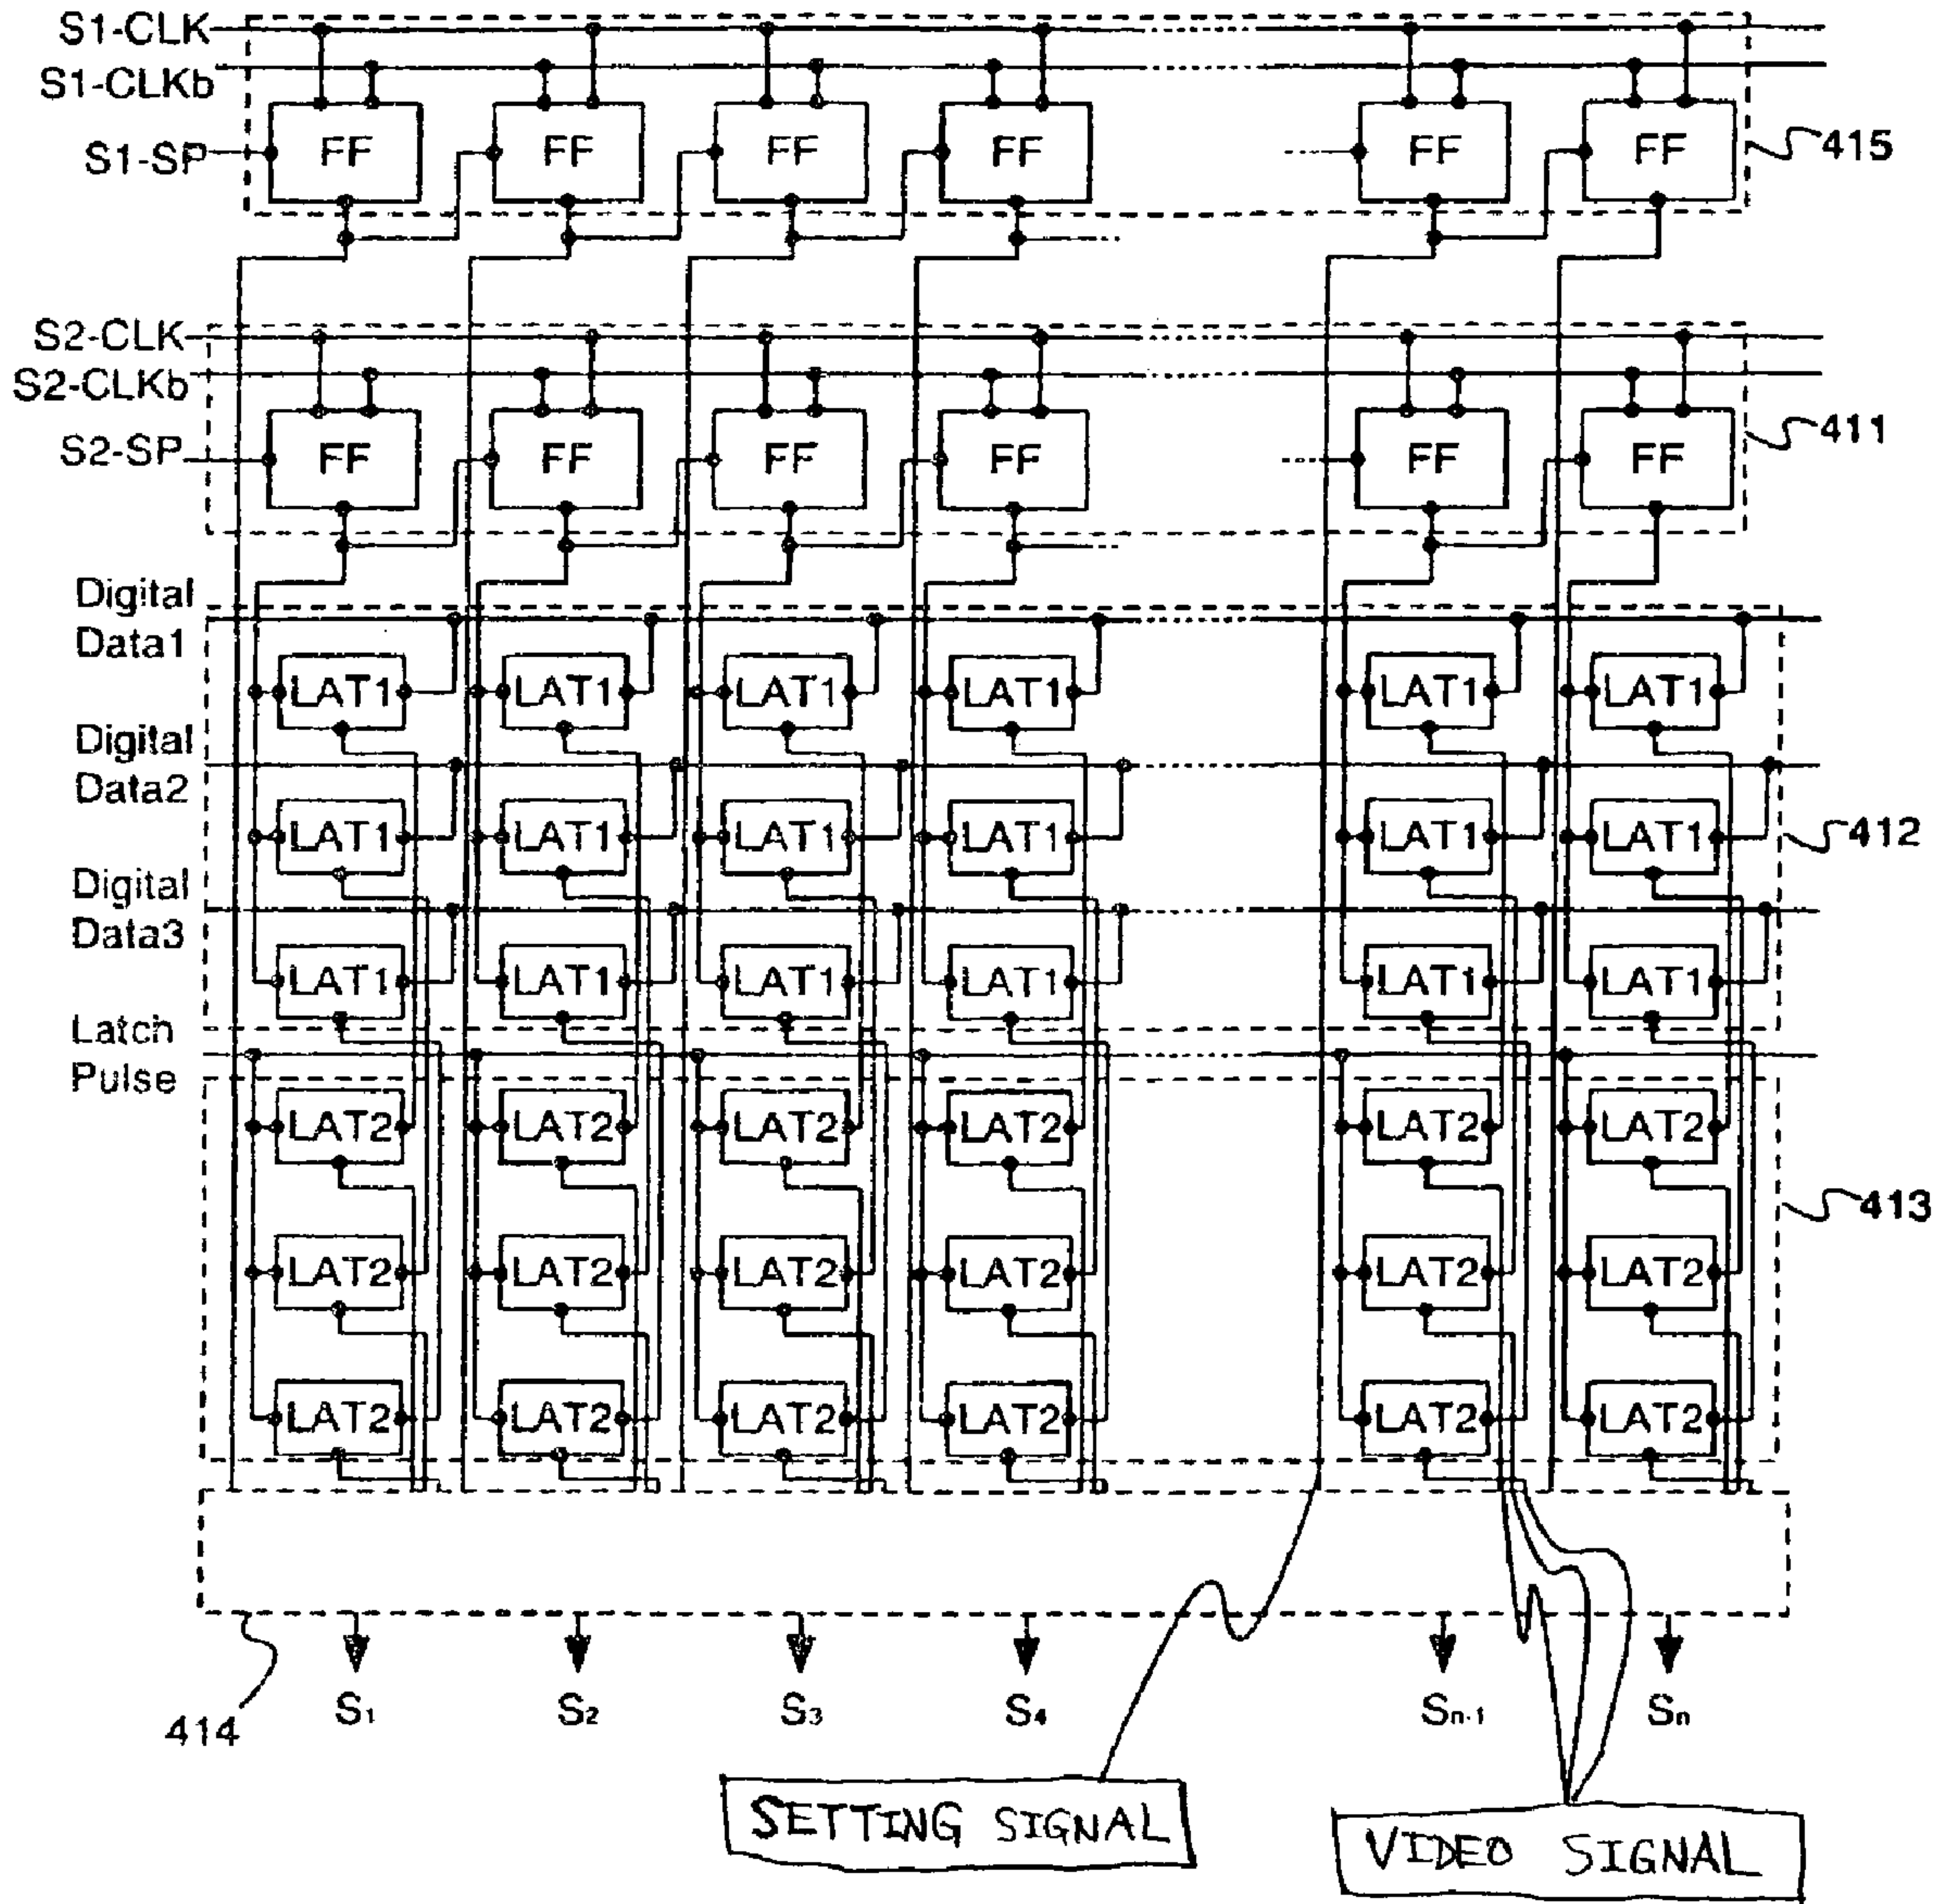 S1-CLK
S1-CLKb
S1-SP
FF FF FF FF FF FF
415
S2-CLK
S2-CLKb
S2-SP
FF FF FF FF FF FF
411
Digital
Data1
LAT1 LAT1 LAT1 LAT1 LAT1 LAT1
Digital
Data2
LAT1 LAT1 LAT1 LAT1 LAT1 LAT1
412
Digital
Data3
LAT1 LAT1 LAT1 LAT1 LAT1 LAT1
Latch
Pulse
LAT2 LAT2 LAT2 LAT2 LAT2 LAT2
413
LAT2 LAT2 LAT2 LAT2 LAT2 LAT2
LAT2 LAT2 LAT2 LAT2 LAT2 LAT2
414
S1 S2 S3 S4 Sn-1 Sn
SETTING SIGNAL
VIDEO SIGNAL